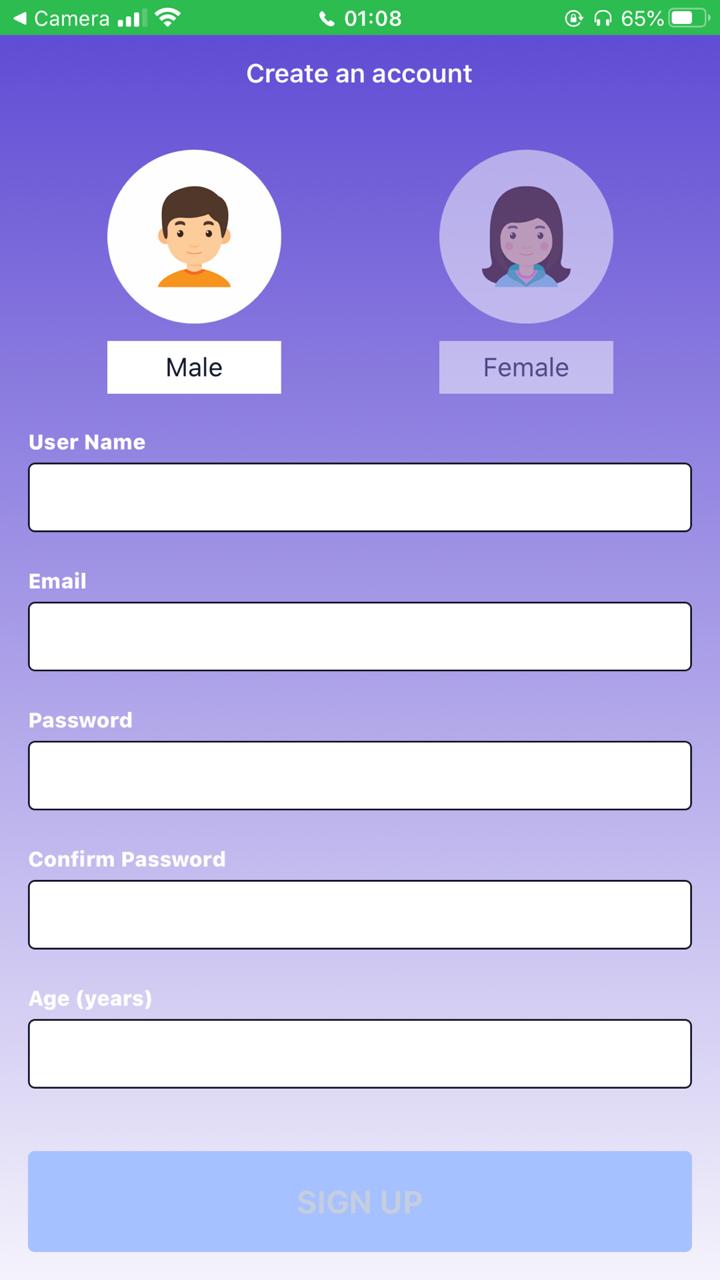 Camera 01:08 65%
Create an account
Male Female
User Name
Email
Password
Confirm Password
Age (years)
SIGN UP